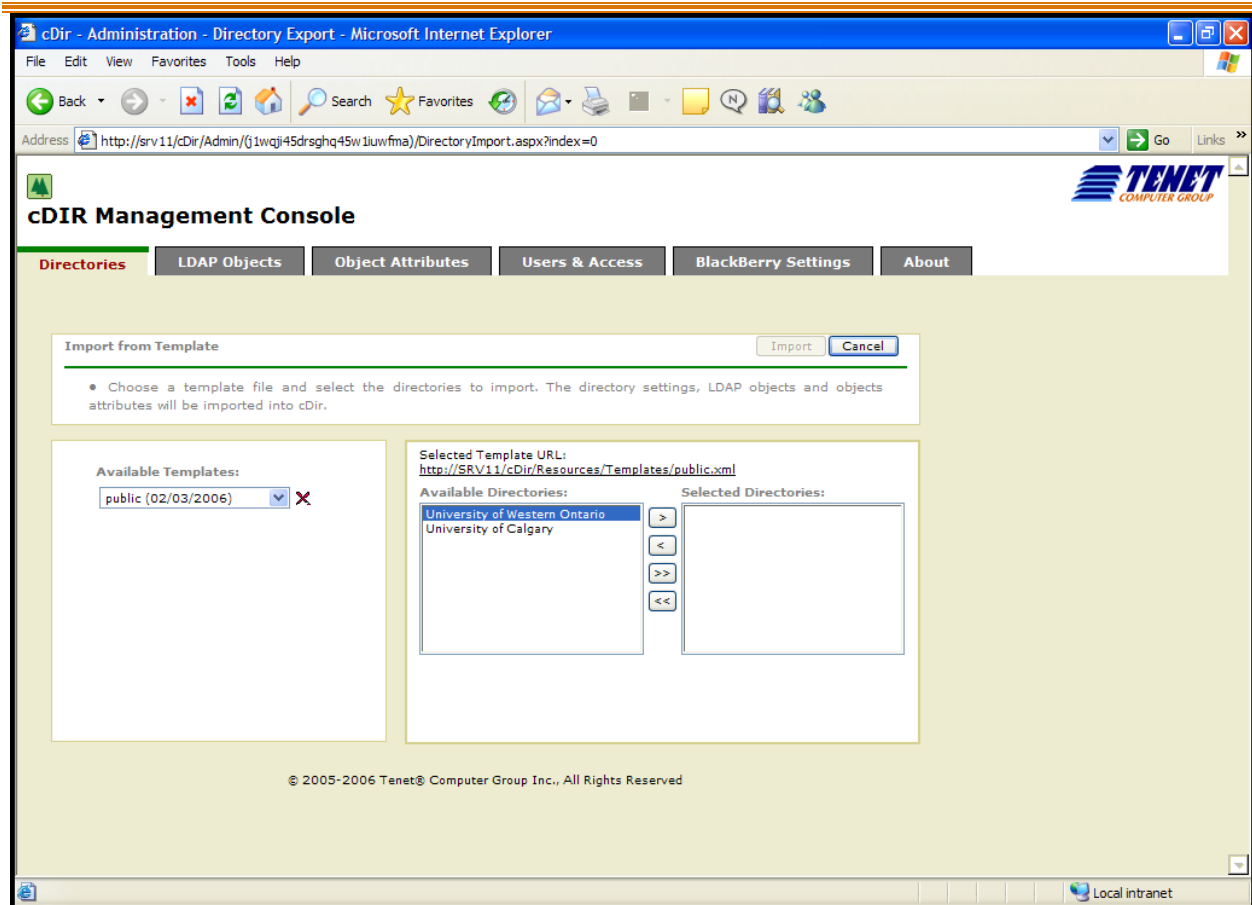 cDir - Administration - Directory Export - Microsoft Internet Explorer
File Edit View Favorites Tools Help
Back Search Favorites
Address http://srv11/cDir/Admin/(j1wqji45drsghq45w1iuwfma)/DirectoryImport.aspx?index=0 Go Links »
TENET
COMPUTER GROUP
cDIR Management Console
Directories LDAP Objects Object Attributes Users & Access BlackBerry Settings About
Import from Template Import Cancel
• Choose a template file and select the directories to import. The directory settings, LDAP objects and objects
attributes will be imported into cDir.
Available Templates:
public (02/03/2006)
Selected Template URL:
http://SRV11/cDir/Resources/Templates/public.xml
Available Directories: Selected Directories:
University of Western Ontario
University of Calgary
>
<
>>
<<
© 2005-2006 Tenet® Computer Group Inc., All Rights Reserved
Local intranet